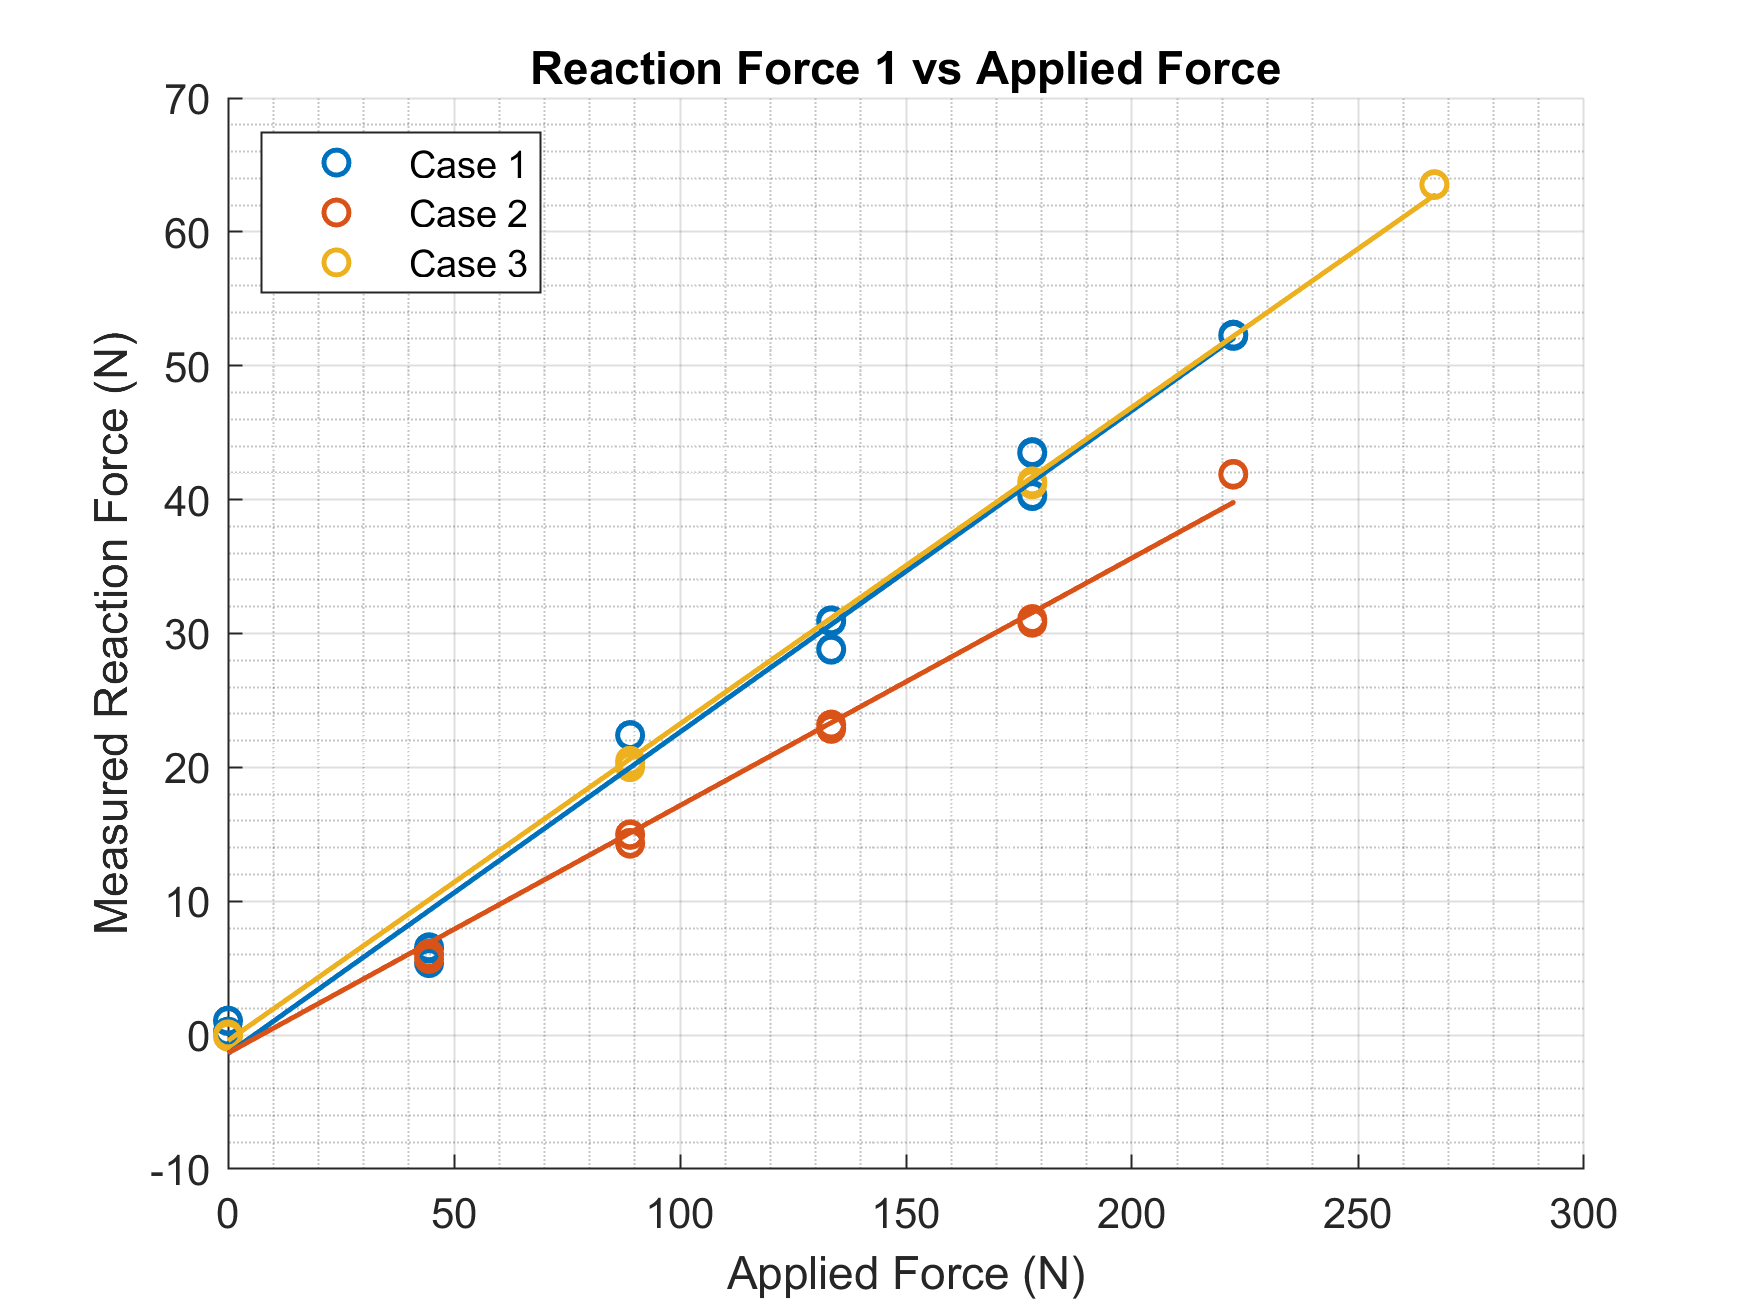 Reaction Force 1 vs Applied Force
70
60
50
40
30
20
10
0
-10
Case 1
Case 2
Case 3
Measured Reaction Force (N)
0 50 100 150 200 250 300
Applied Force (N)